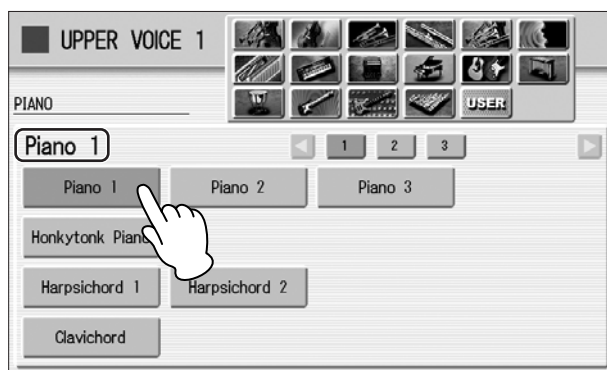 UPPER VOICE 1
USER
PIANO
Piano 1
1 2 3
Piano 1 Piano 2 Piano 3
Honkytonk Piano
Harpsichord 1 Harpsichord 2
Clavichord